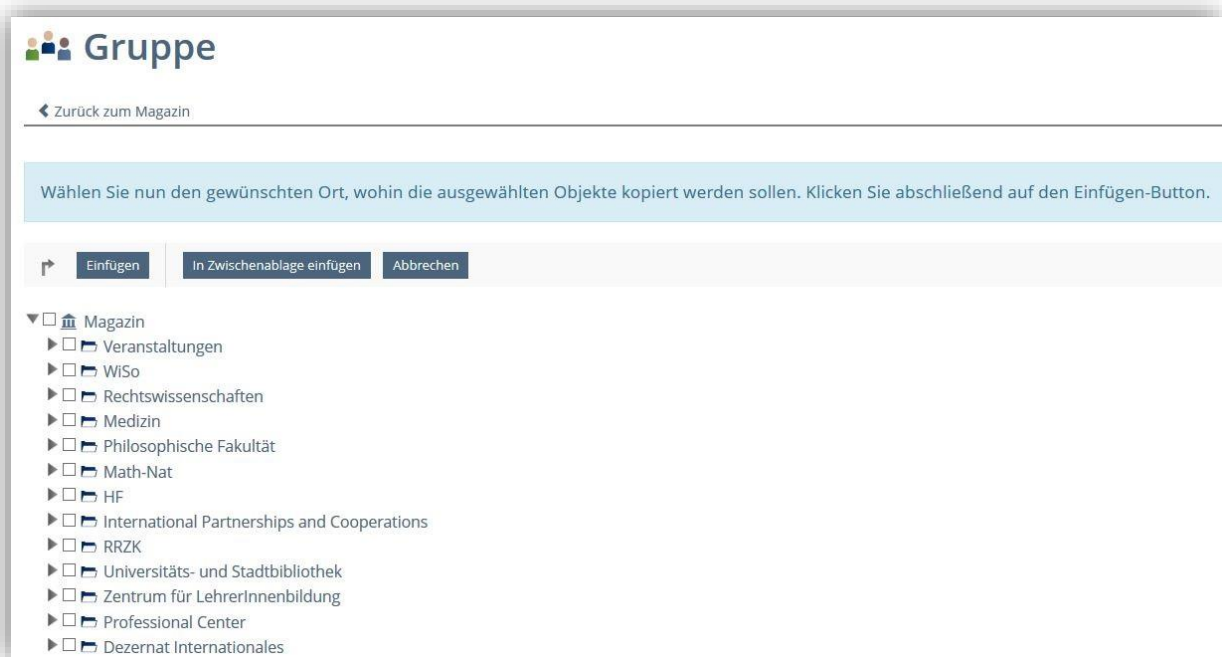 Gruppe
Zurück zum Magazin
Wählen Sie nun den gewünschten Ort, wohin die ausgewählten Objekte kopiert werden sollen. Klicken Sie abschließend auf den Einfügen-Button.
Einfügen In Zwischenablage einfügen Abbrechen
Magazin
Veranstaltungen
WiSo
Rechtswissenschaften
Medizin
Philosophische Fakultät
Math-Nat
HF
International Partnerships and Cooperations
RRZK
Universitäts- und Stadtbibliothek
Zentrum für LehrerInnenbildung
Professional Center
Dezernat Internationales